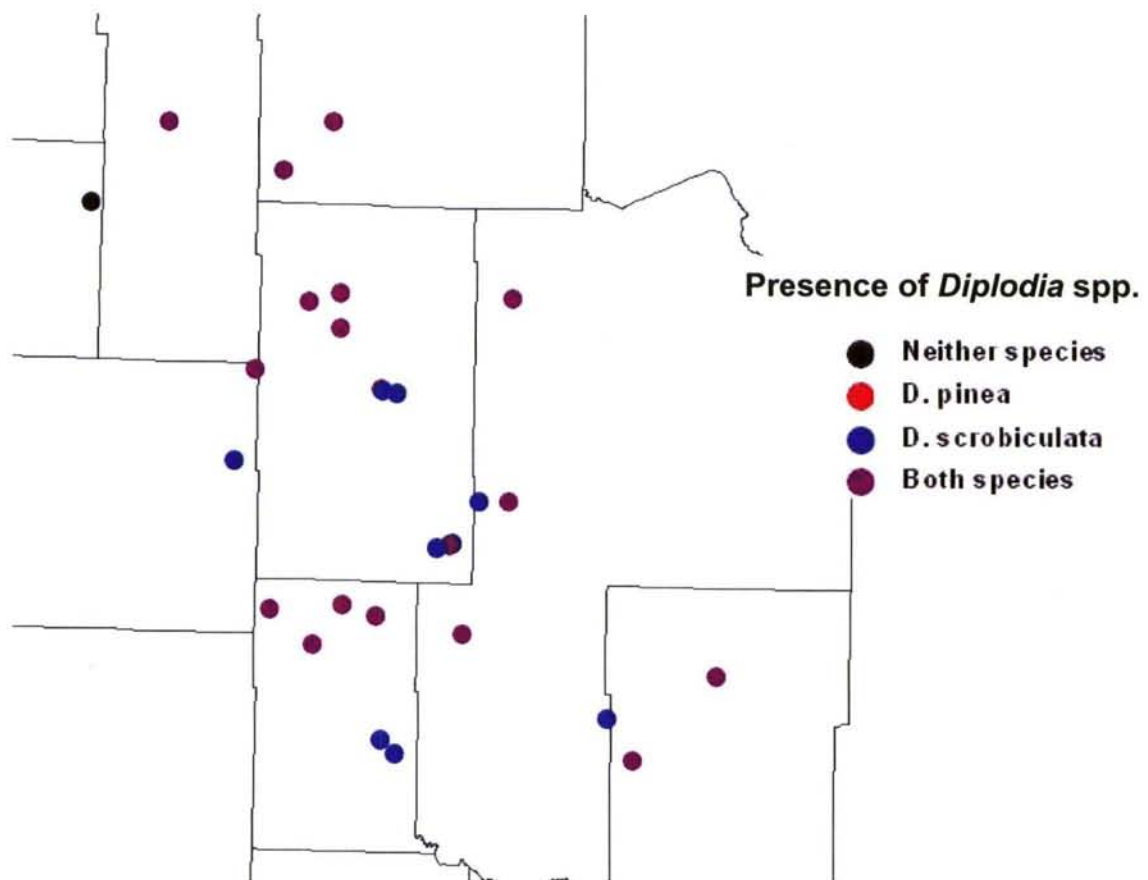 Presence of Diplodia spp.
Neither species
D. pinea
D. scrobiculata
Both species